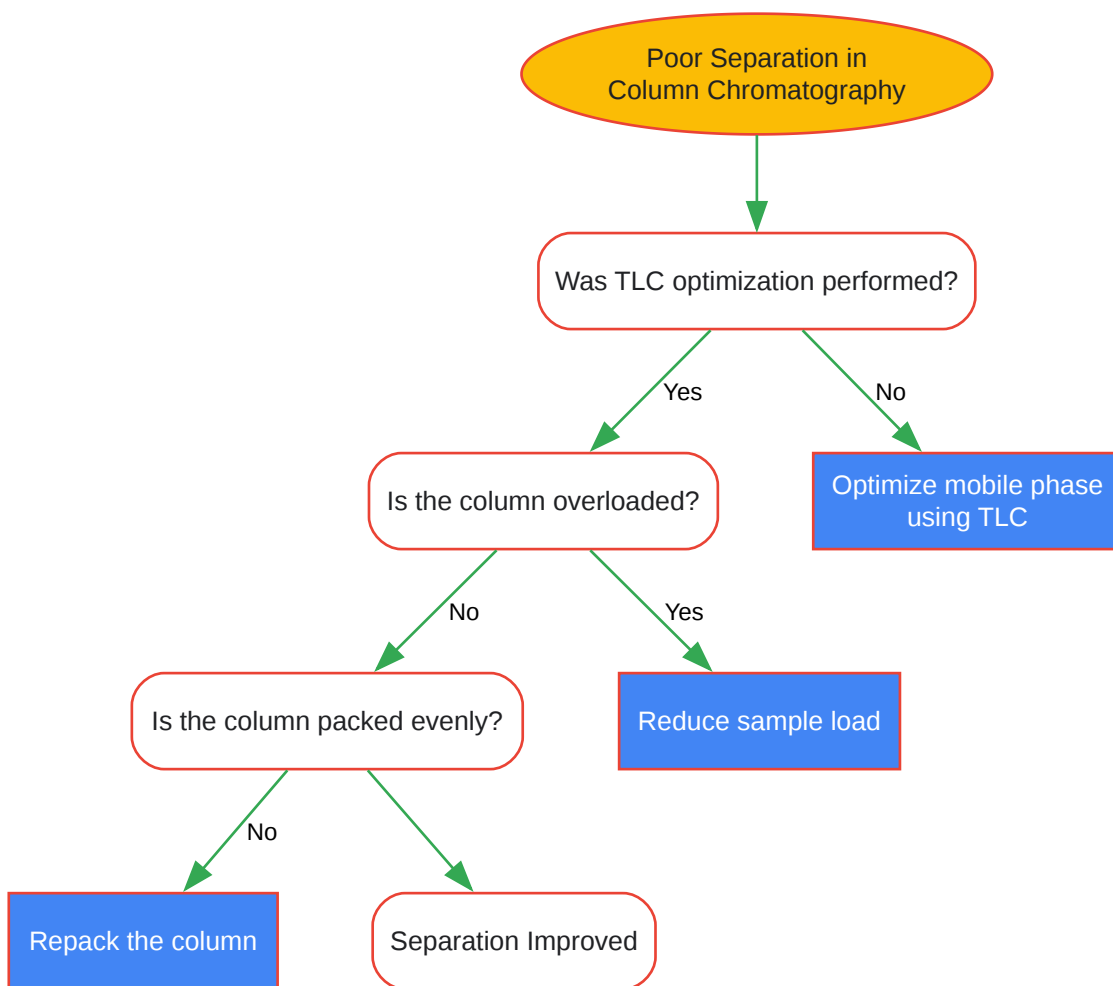 Poor Separation in
Column Chromatography
Was TLC optimization performed?
Yes
No
Is the column overloaded?
Optimize mobile phase
using TLC
No
Yes
Is the column packed evenly?
Reduce sample load
No
Repack the column
Separation Improved